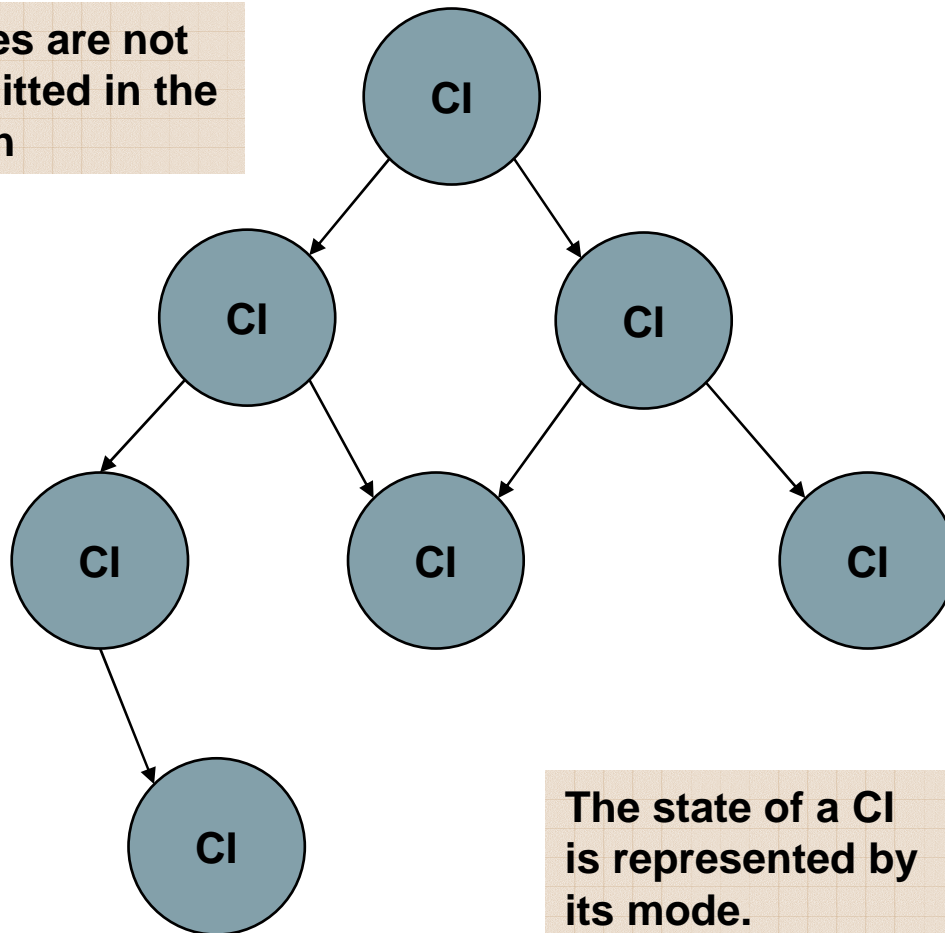 es are not
itted in the
n
CI
CI
CI
CI
CI
CI
CI
The state of a CI
is represented by
its mode.